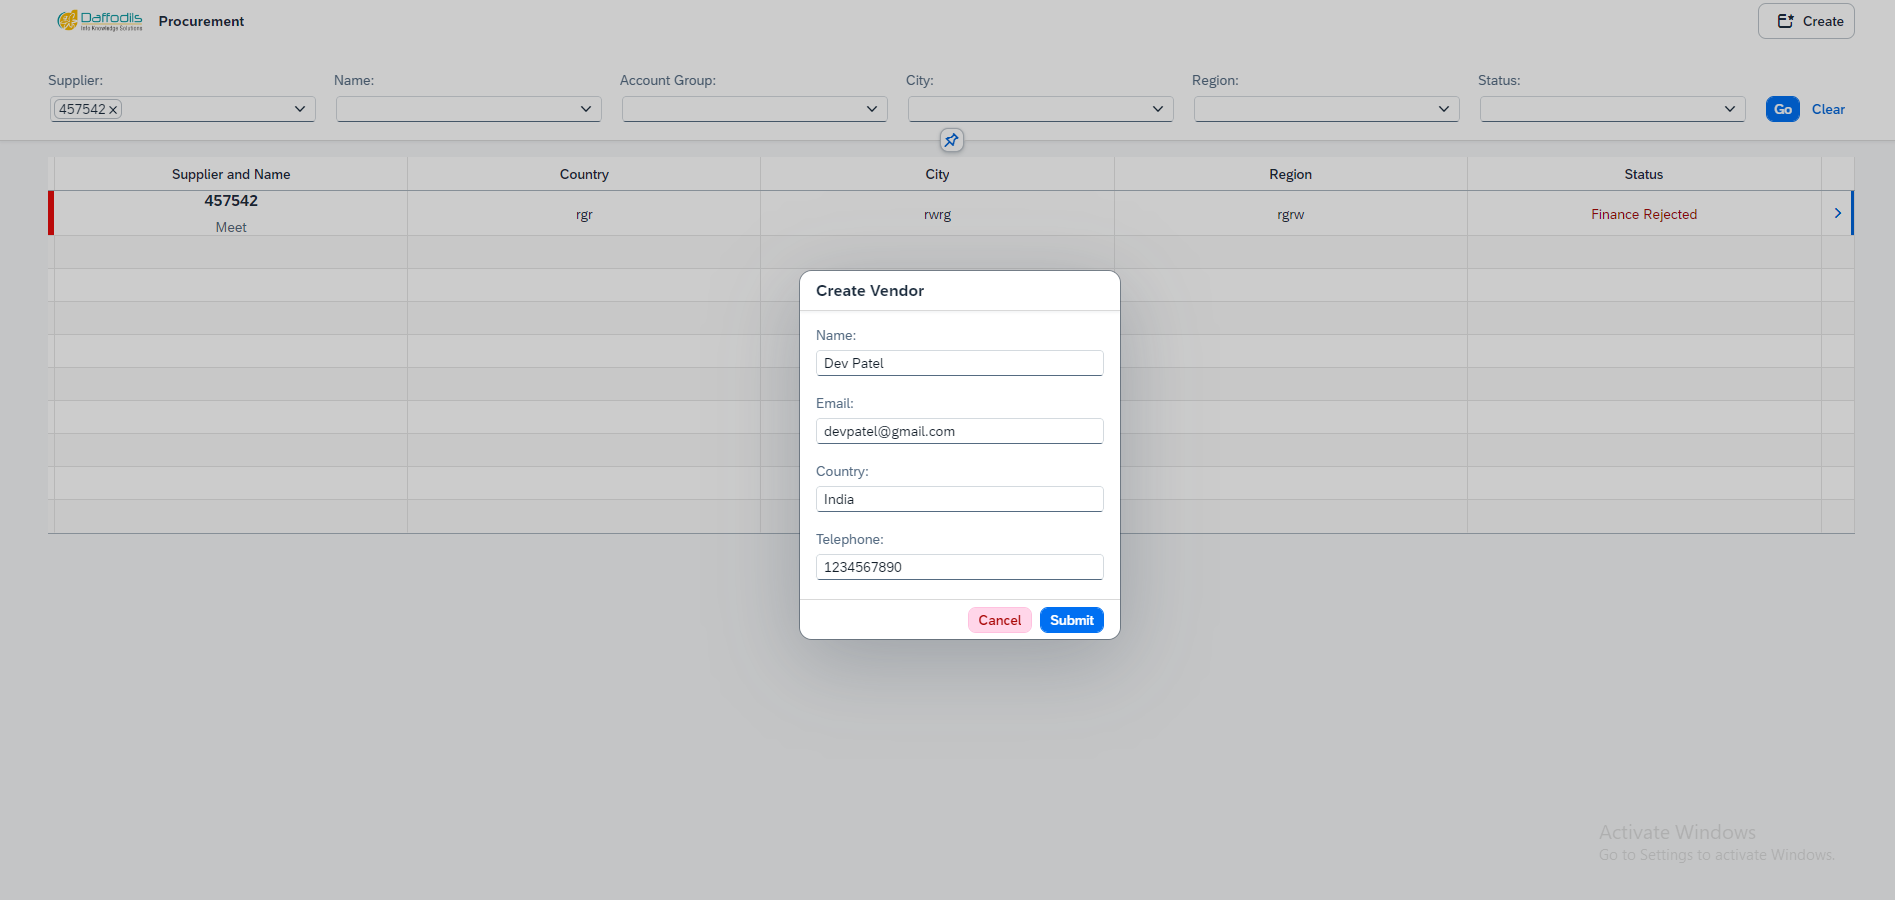 Daffodils
Info Knowledge Solutions
Procurement
Create
Supplier: Name: Account Group: City: Region: Status:
457542 Go Clear
Supplier and Name Country City Region Status
457542
Meet rgr rwrg rgrw Finance Rejected
Create Vendor
Name:
Dev Patel
Email:
devpatel@gmail.com
Country:
India
Telephone:
1234567890
Cancel Submit
Activate Windows
Go to Settings to activate Windows.